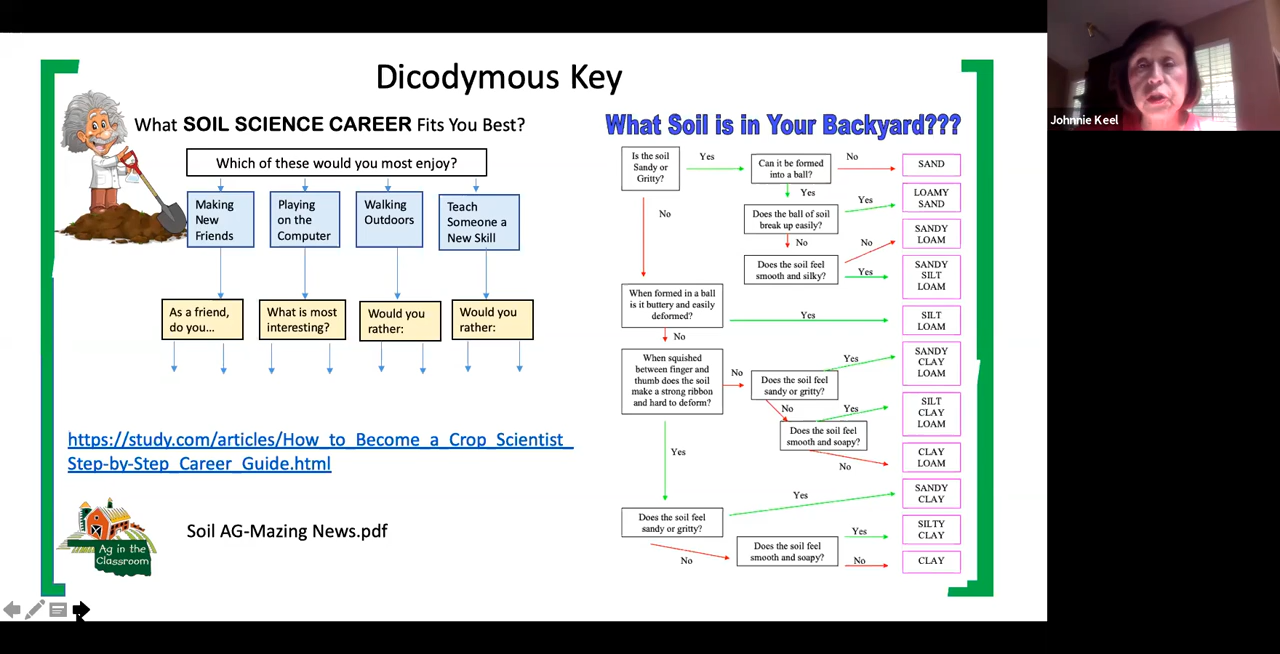 Dicodymous Key
What SOIL SCIENCE CAREER Fits You Best?
Which of these would you most enjoy?
Making
New
Friends
Playing
on the
Computer
Walking
Outdoors
Teach
Someone a
New Skill
As a friend,
do you...
What is most
interesting?
Would you
rather:
Would you
rather:
https://study.com/articles/How_to_Become_a_Crop_Scientist_
Step-by-Step_Career_Guide.html
Ag in the
Classroom
Soil AG-Mazing News.pdf
What Soil is in Your Backyard???
Is the soil
Sandy or
Gritty?
Yes
Can it be formed
into a ball?
No
SAND
Yes
Does the ball of soil
break up easily?
Yes
LOAMY
SAND
No
No
Does the soil feel
smooth and silky?
No
SANDY
LOAM
Yes
SANDY
SILT
LOAM
When formed in a ball
is it buttery and easily
deformed?
Yes
SILT
LOAM
No
When squished
between finger and
thumb does the soil
make a strong ribbon
and hard to deform?
No
Does the soil feel
sandy or gritty?
Yes
SANDY
CLAY
LOAM
No
Does the soil feel
smooth and soapy?
Yes
SILT
CLAY
LOAM
No
CLAY
LOAM
Yes
Does the soil feel
sandy or gritty?
Yes
SANDY
CLAY
No
Does the soil feel
smooth and soapy?
Yes
SILTY
CLAY
No
CLAY
Johnnie Keel